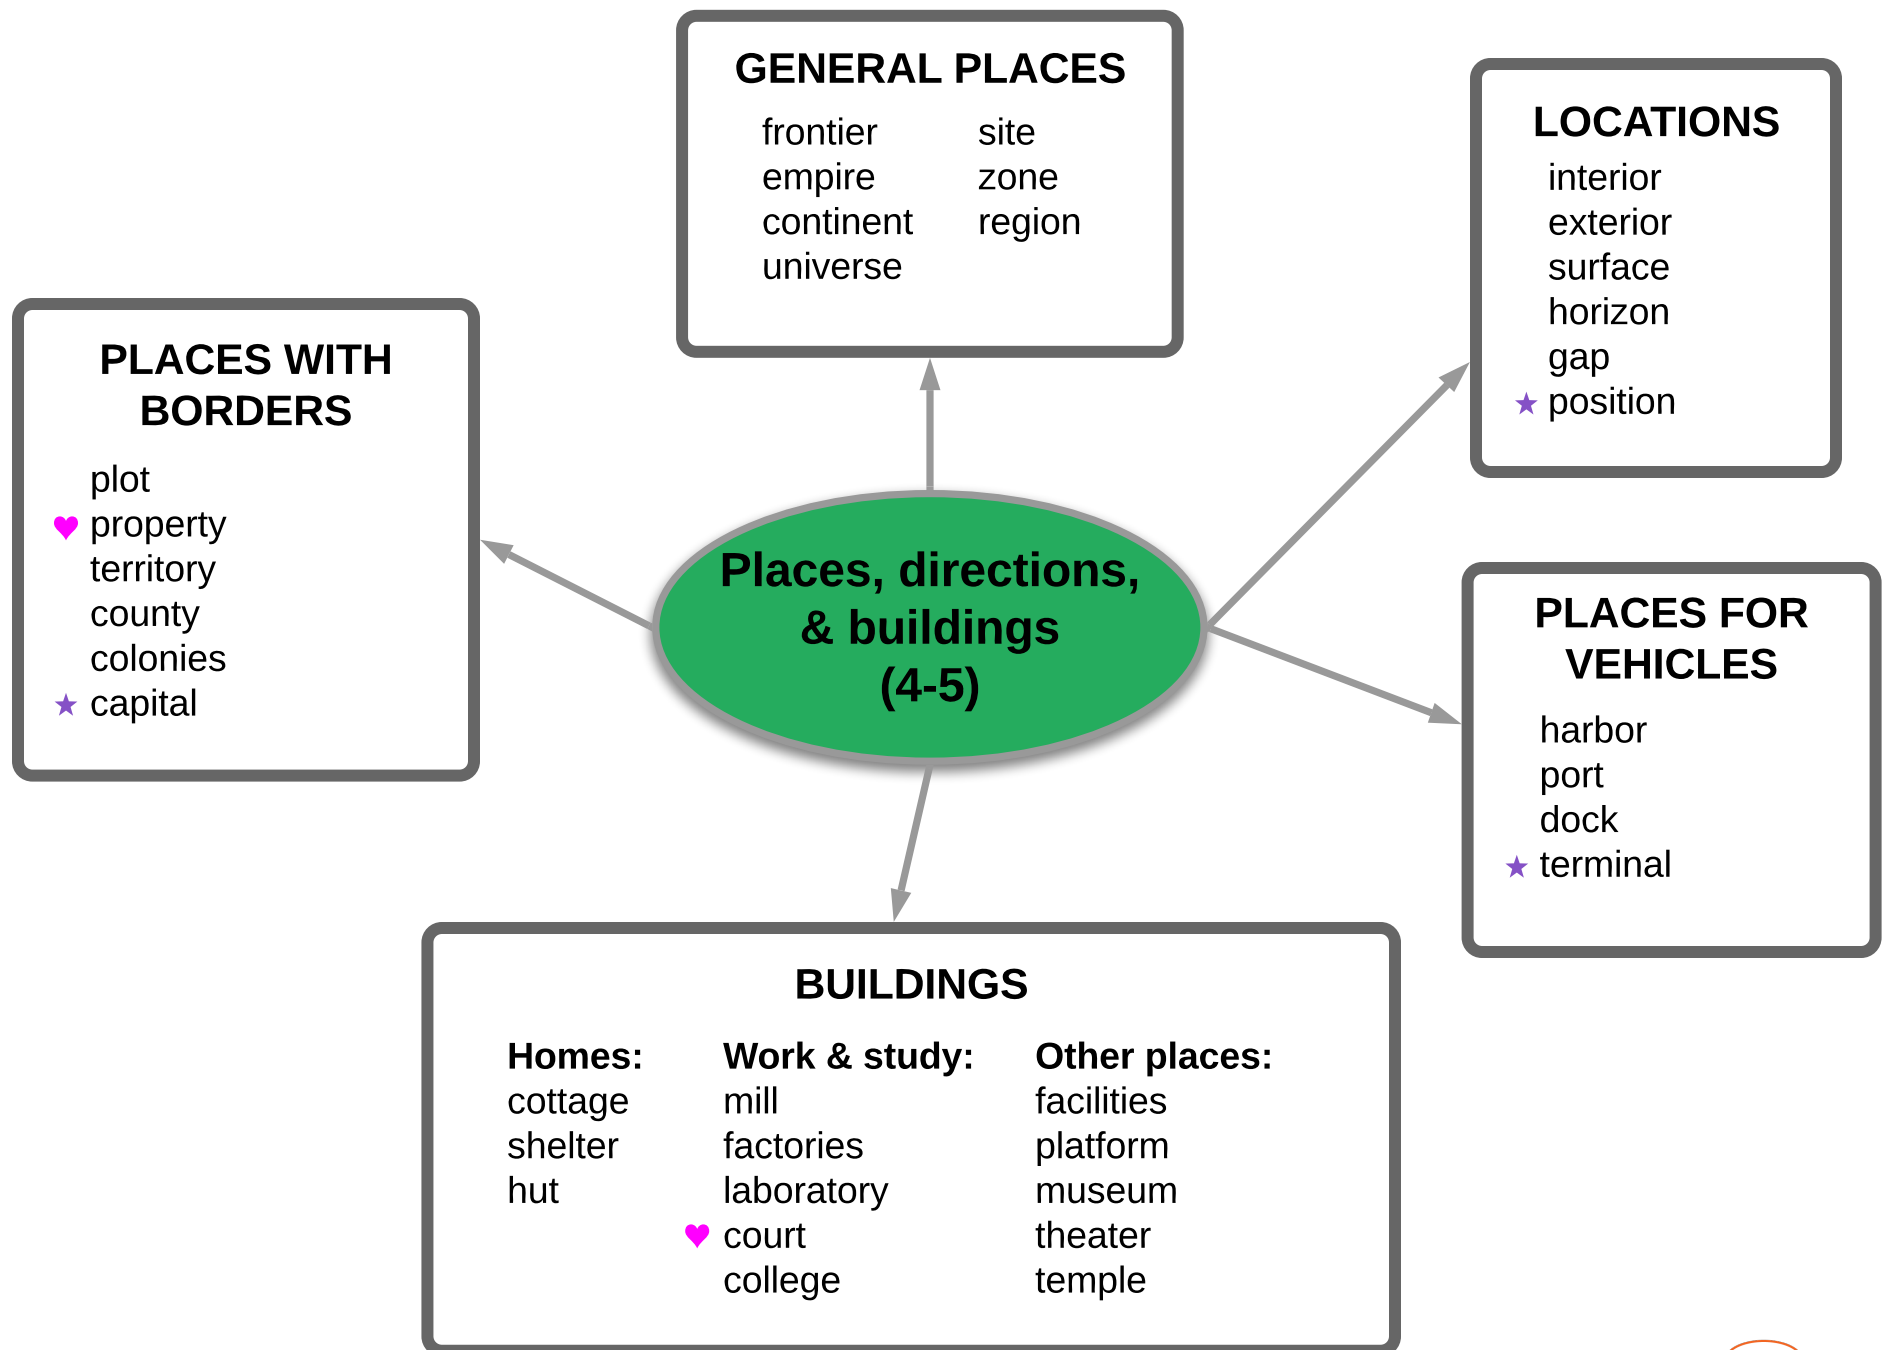 GENERAL PLACES
frontier
empire
continent
universe
site
zone
region
LOCATIONS
interior
exterior
surface
horizon
gap
position
PLACES WITH
BORDERS
plot
property
territory
county
colonies
capital
Places, directions,
& buildings
(4-5)
PLACES FOR
VEHICLES
harbor
port
dock
terminal
BUILDINGS
Homes:
cottage
shelter
hut
Work & study:
mill
factories
laboratory
court
college
Other places:
facilities
platform
museum
theater
temple